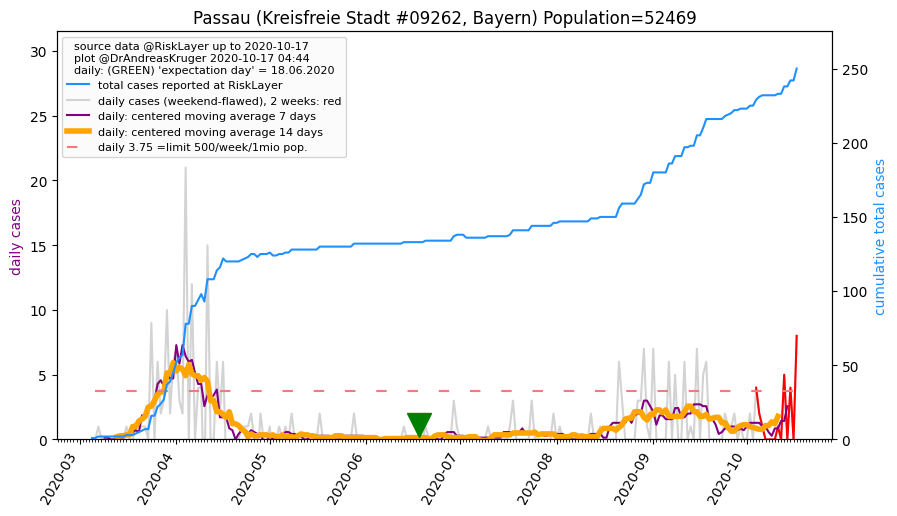 Passau (Kreisfreie Stadt #09262, Bayern) Population=52469
source data @RiskLayer up to 2020-10-17
plot @DrAndreasKruger 2020-10-17 04:44
daily: (GREEN) 'expectation day' = 18.06.2020
total cases reported at RiskLayer
daily cases (weekend-flawed), 2 weeks: red
daily: centered moving average 7 days
daily: centered moving average 14 days
daily 3.75 =limit 500/week/1mio pop.
daily cases
30
25
20
15
10
5
0
cumulative total cases
250
200
150
100
50
0
2020-03
2020-04
2020-05
2020-06
2020-07
2020-08
2020-09
2020-10